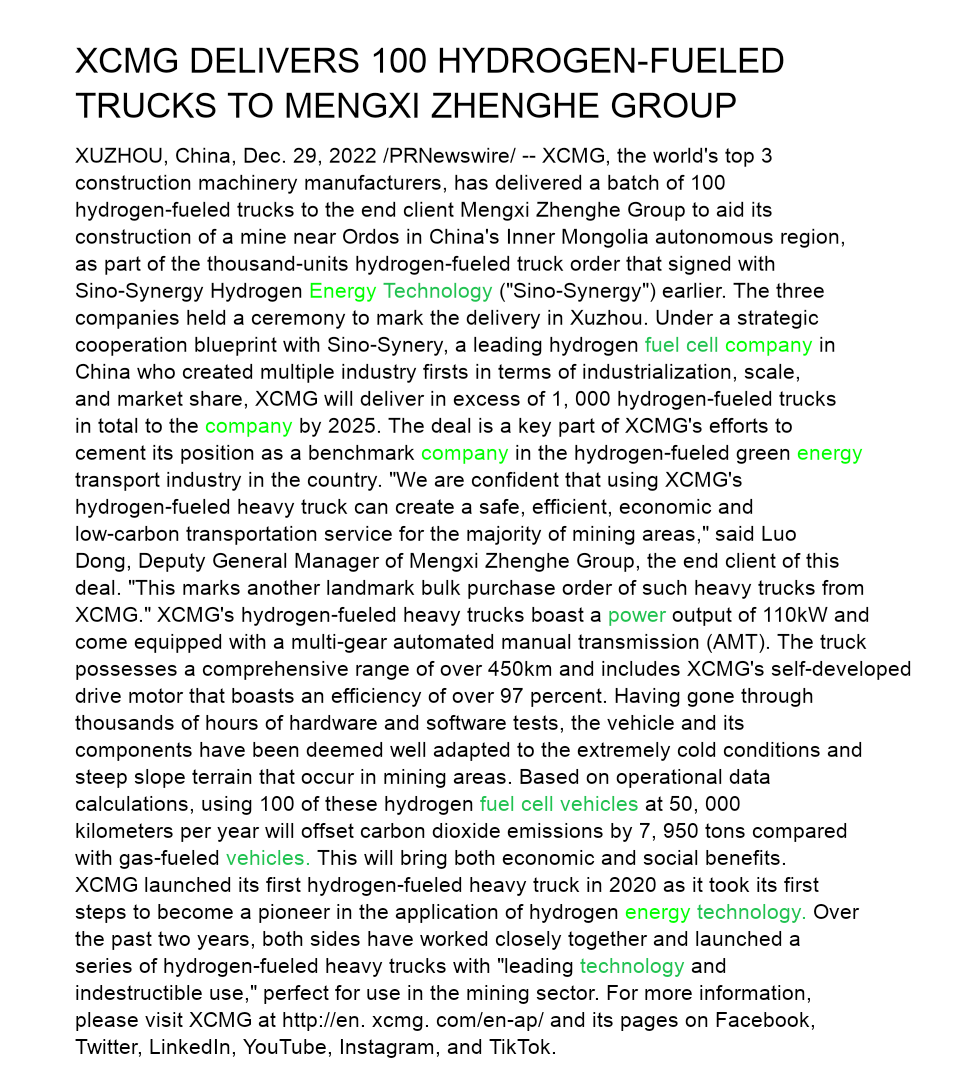 XCMG DELIVERS 100 HYDROGEN-FUELED
TRUCKS TO MENGXI ZHENGHE GROUP
XUZHOU, China, Dec. 29, 2022 /PRNewswire/ -- XCMG, the world's top 3
construction machinery manufacturers, has delivered a batch of 100
hydrogen-fueled trucks to the end client Mengxi Zhenghe Group to aid its
construction of a mine near Ordos in China's Inner Mongolia autonomous region,
as part of the thousand-units hydrogen-fueled truck order that signed with
Sino-Synergy Hydrogen Energy Technology ("Sino-Synergy") earlier. The three
companies held a ceremony to mark the delivery in Xuzhou. Under a strategic
cooperation blueprint with Sino-Synery, a leading hydrogen fuel cell company in
China who created multiple industry firsts in terms of industrialization, scale,
and market share, XCMG will deliver in excess of 1, 000 hydrogen-fueled trucks
in total to the company by 2025. The deal is a key part of XCMG's efforts to
cement its position as a benchmark company in the hydrogen-fueled green energy
transport industry in the country. "We are confident that using XCMG's
hydrogen-fueled heavy truck can create a safe, efficient, economic and
low-carbon transportation service for the majority of mining areas," said Luo
Dong, Deputy General Manager of Mengxi Zhenghe Group, the end client of this
deal. "This marks another landmark bulk purchase order of such heavy trucks from
XCMG." XCMG's hydrogen-fueled heavy trucks boast a power output of 110kW and
come equipped with a multi-gear automated manual transmission (AMT). The truck
possesses a comprehensive range of over 450km and includes XCMG's self-developed
drive motor that boasts an efficiency of over 97 percent. Having gone through
thousands of hours of hardware and software tests, the vehicle and its
components have been deemed well adapted to the extremely cold conditions and
steep slope terrain that occur in mining areas. Based on operational data
calculations, using 100 of these hydrogen fuel cell vehicles at 50, 000
kilometers per year will offset carbon dioxide emissions by 7, 950 tons compared
with gas-fueled vehicles. This will bring both economic and social benefits.
XCMG launched its first hydrogen-fueled heavy truck in 2020 as it took its first
steps to become a pioneer in the application of hydrogen energy technology. Over
the past two years, both sides have worked closely together and launched a
series of hydrogen-fueled heavy trucks with "leading technology and
indestructible use," perfect for use in the mining sector. For more information,
please visit XCMG at http://en. xcmg. com/en-ap/ and its pages on Facebook,
Twitter, LinkedIn, YouTube, Instagram, and TikTok.